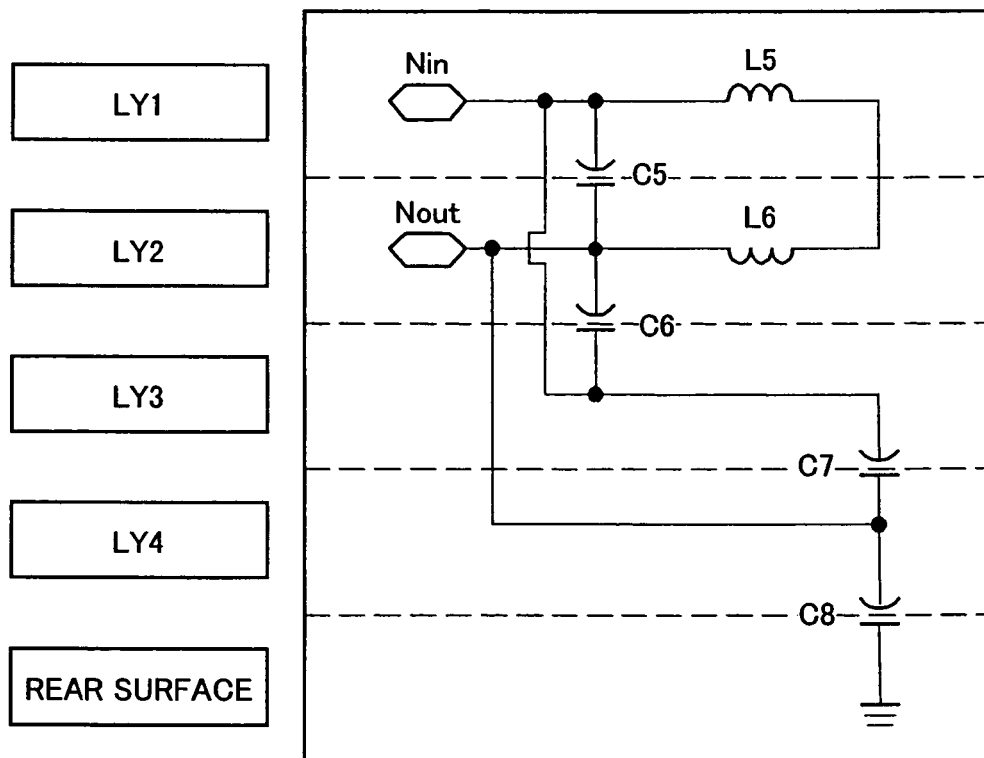 Nin
L5
LY1
C5
Nout
L6
LY2
C6
LY3
C7
LY4
C8
REAR SURFACE